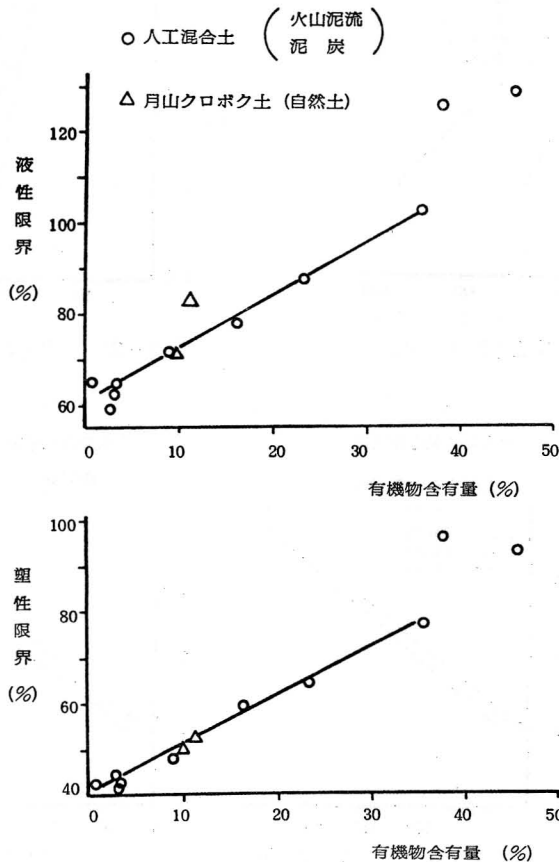 ○ 人工混合土 (火山泥流
泥 炭)
△ 月山クロボク土 (自然土)
液性限界 (%)
120
100
80
60
0 10 20 30 40 50
有機物含有量 (%)
塑性限界 (%)
100
80
60
40
0 10 20 30 40 50
有機物含有量 (%)